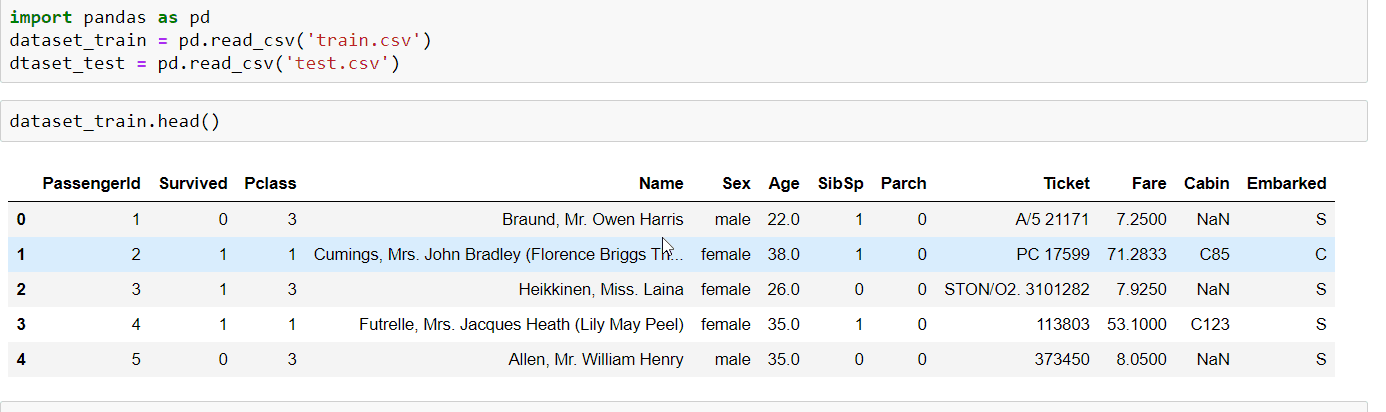 import pandas as pd
dataset_train = pd.read_csv('train.csv')
dtaset_test = pd.read_csv('test.csv')
dataset_train.head()
PassengerId Survived Pclass Name Sex Age SibSp Parch Ticket Fare Cabin Embarked
0 1 0 3 Braund, Mr. Owen Harris male 22.0 1 0 A/5 21171 7.2500 NaN S
1 2 1 1 Cumings, Mrs. John Bradley (Florence Briggs Th... female 38.0 1 0 PC 17599 71.2833 C85 C
2 3 1 3 Heikkinen, Miss. Laina female 26.0 0 0 STON/O2. 3101282 7.9250 NaN S
3 4 1 1 Futrelle, Mrs. Jacques Heath (Lily May Peel) female 35.0 1 0 113803 53.1000 C123 S
4 5 0 3 Allen, Mr. William Henry male 35.0 0 0 373450 8.0500 NaN S